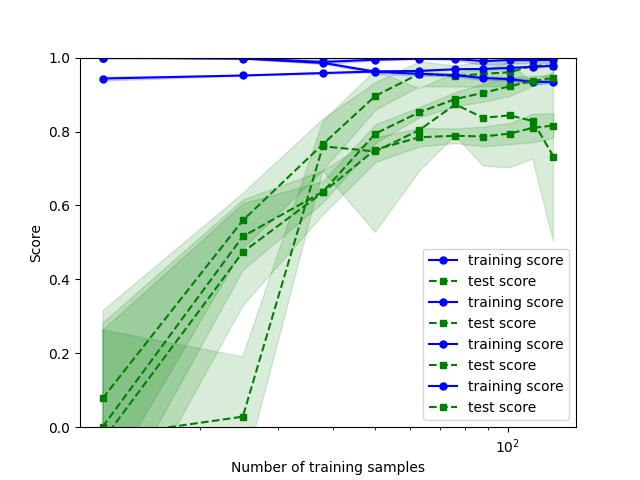 1.0
0.8
0.6
0.4
0.2
0.0
Score
training score
test score
training score
test score
training score
test score
training score
test score
10²
Number of training samples